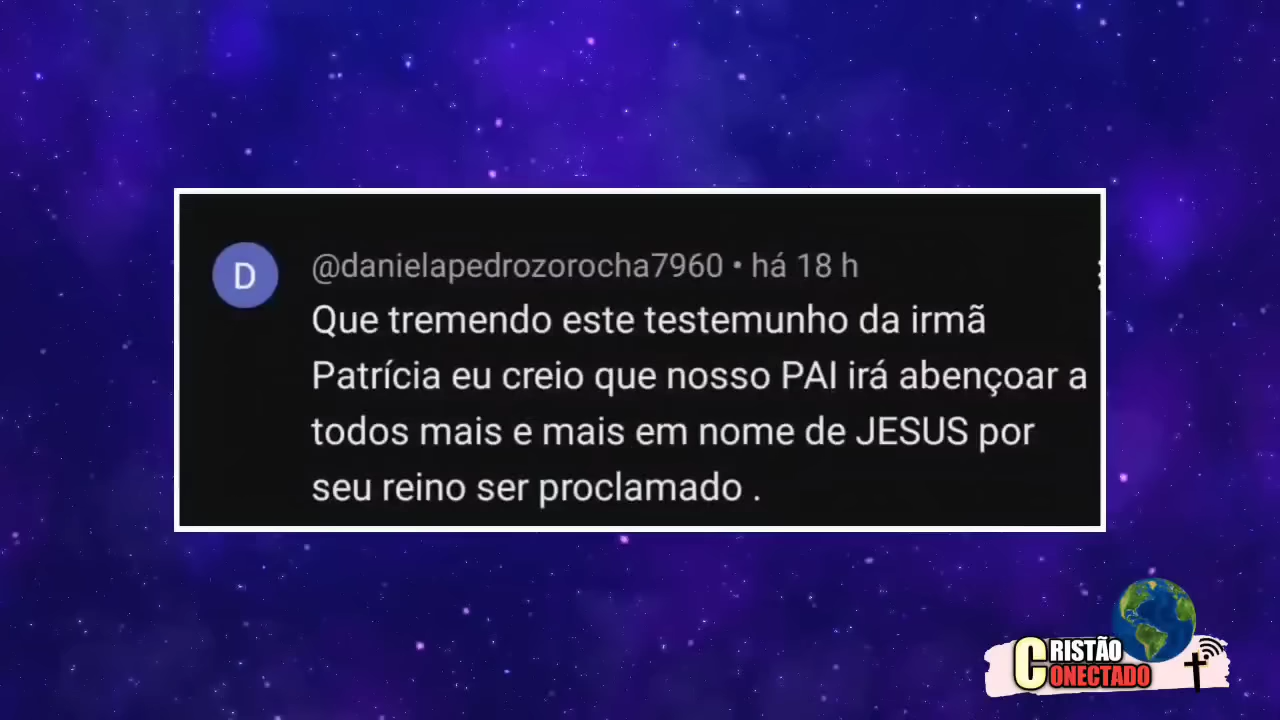 D
@danielapedrozorocha7960 • há 18 h
Que tremendo este testemunho da irmã
Patrícia eu creio que nosso PAI irá abençoar a
todos mais e mais em nome de JESUS por
seu reino ser proclamado .
CRISTÃO
CONECTADO